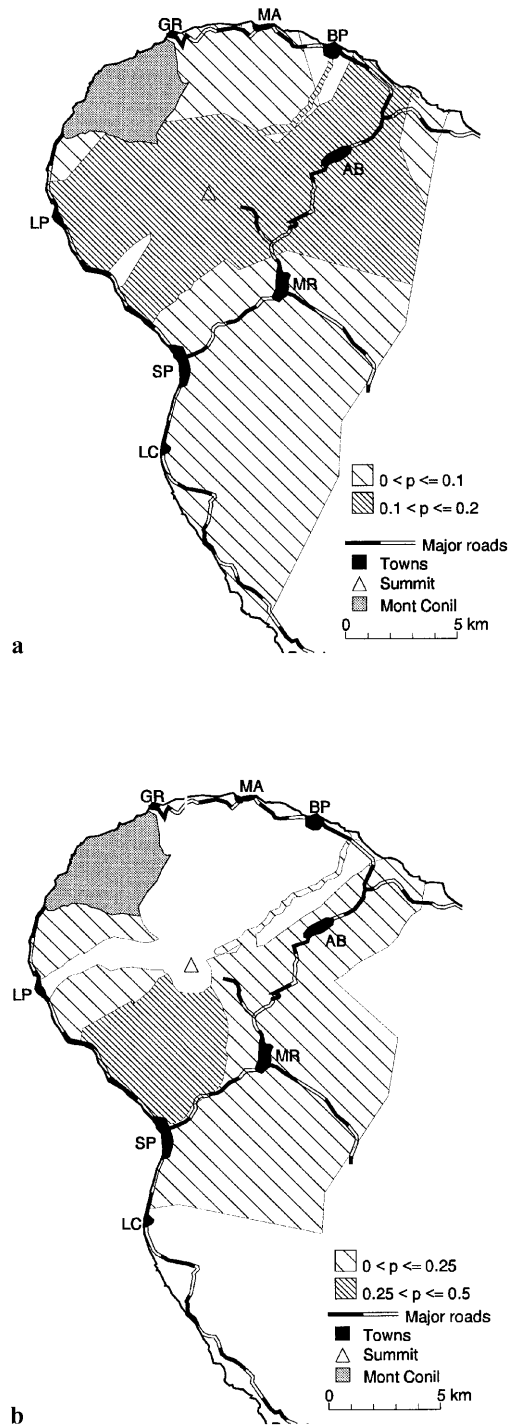 GR
MA
BP
AB
LP
MR
SP
LC
0 < p <= 0.1
0.1 < p <= 0.2
Major roads
Towns
Summit
Mont Conil
0 5 km
a
GR
MA
BP
AB
LP
MR
SP
LC
0 < p <= 0.25
0.25 < p <= 0.5
Major roads
Towns
Summit
Mont Conil
0 5 km
b